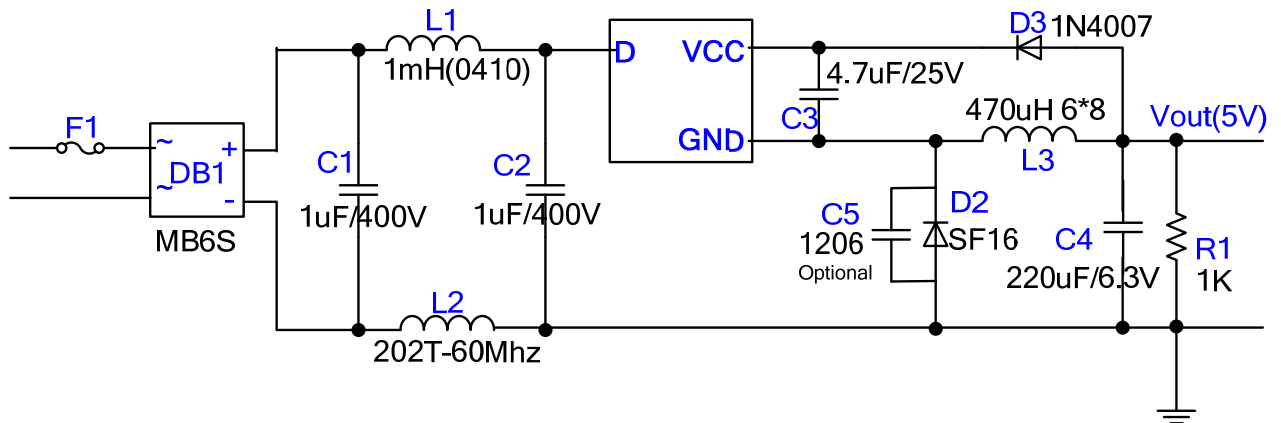 L1
1mH(0410)
D
VCC
GND
D3
1N4007
4.7uF/25V
C3
470uH 6*8
L3
Vout(5V)
F1
~
~
+
-
DB1
MB6S
C1
1uF/400V
C2
1uF/400V
C5
1206
Optional
D2
SF16
C4
220uF/6.3V
R1
1K
L2
202T-60Mhz